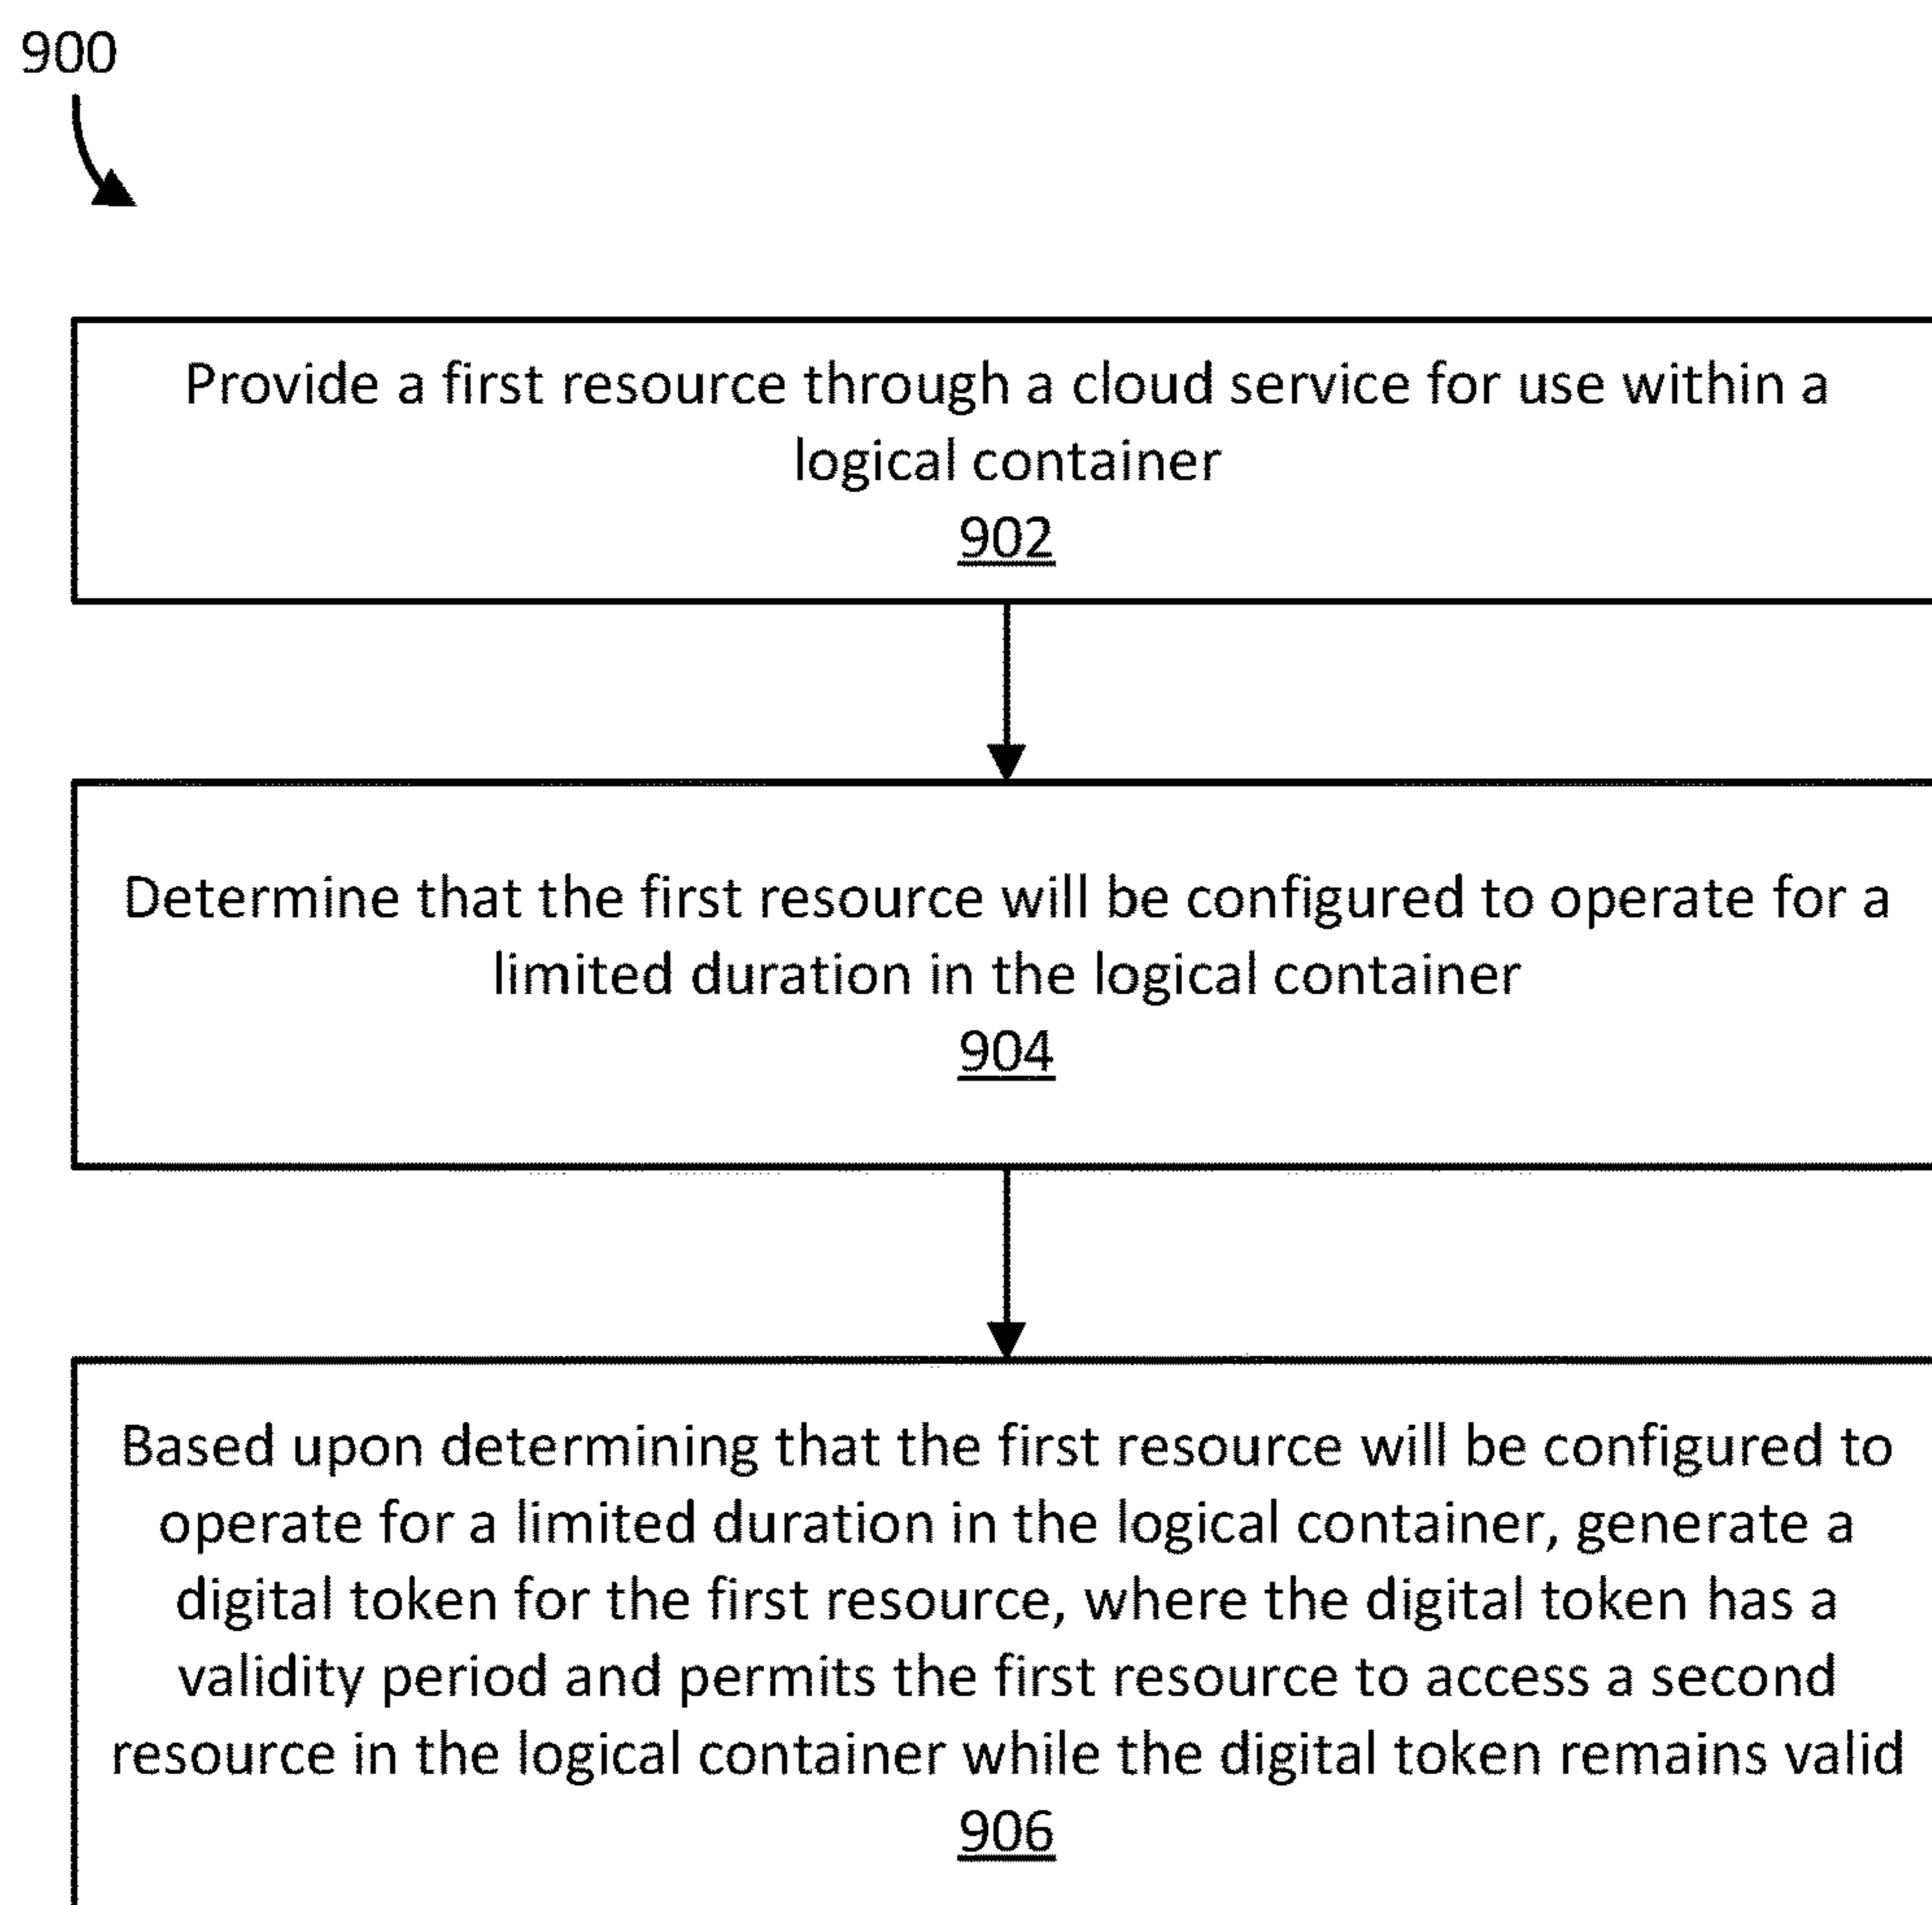 900
Provide a first resource through a cloud service for use within a
logical container
902
Determine that the first resource will be configured to operate for a
limited duration in the logical container
904
Based upon determining that the first resource will be configured to
operate for a limited duration in the logical container, generate a
digital token for the first resource, where the digital token has a
validity period and permits the first resource to access a second
resource in the logical container while the digital token remains valid
906